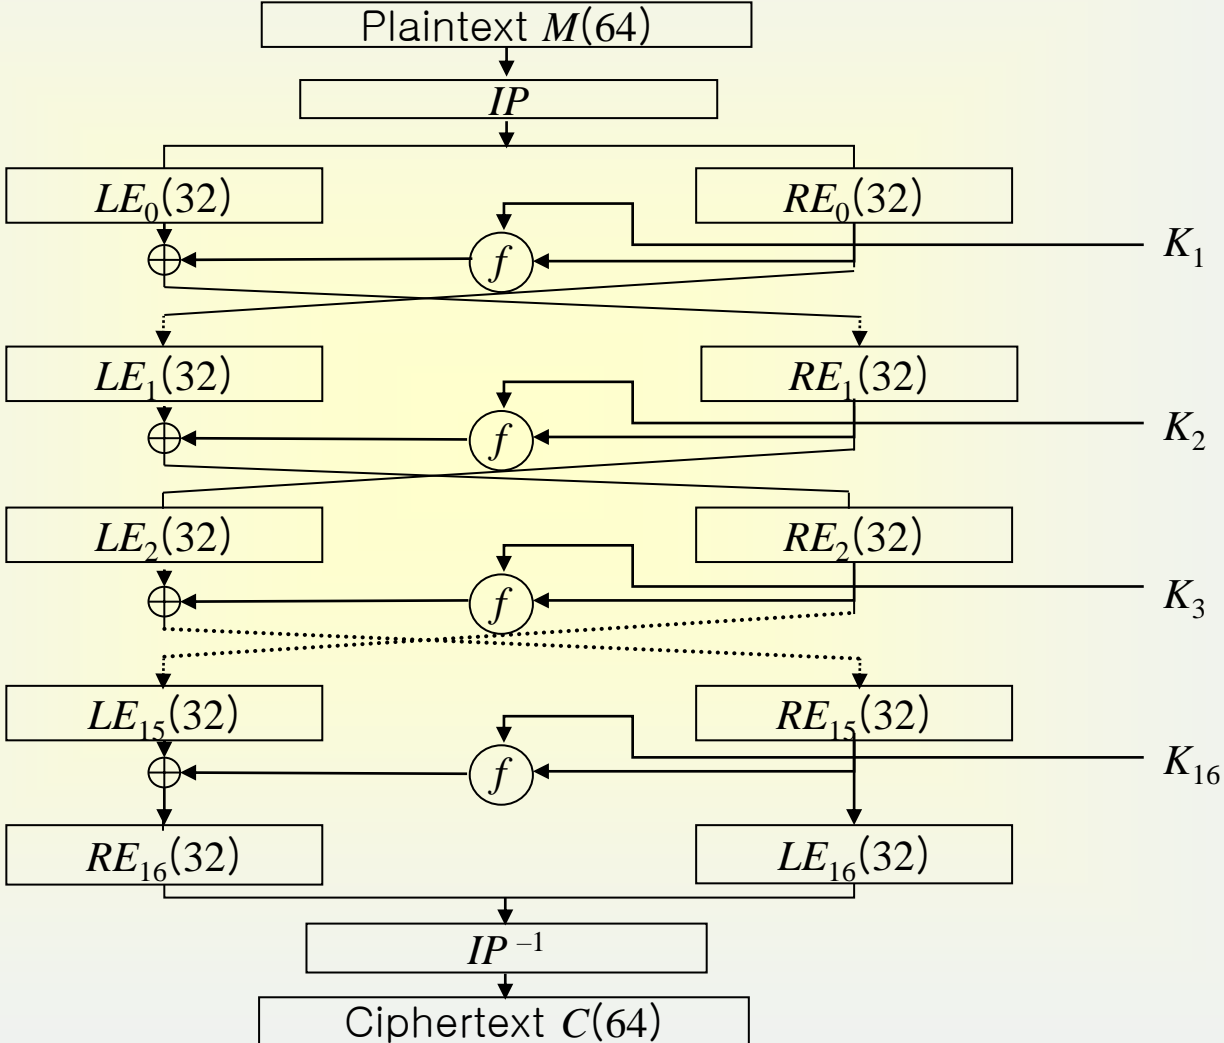 Plaintext M(64)
IP
LE₀(32)
RE₀(32)
f
K₁
LE₁(32)
RE₁(32)
f
K₂
LE₂(32)
RE₂(32)
f
K₃
LE₁₅(32)
RE₁₅(32)
f
K₁₆
RE₁₆(32)
LE₁₆(32)
IP⁻¹
Ciphertext C(64)